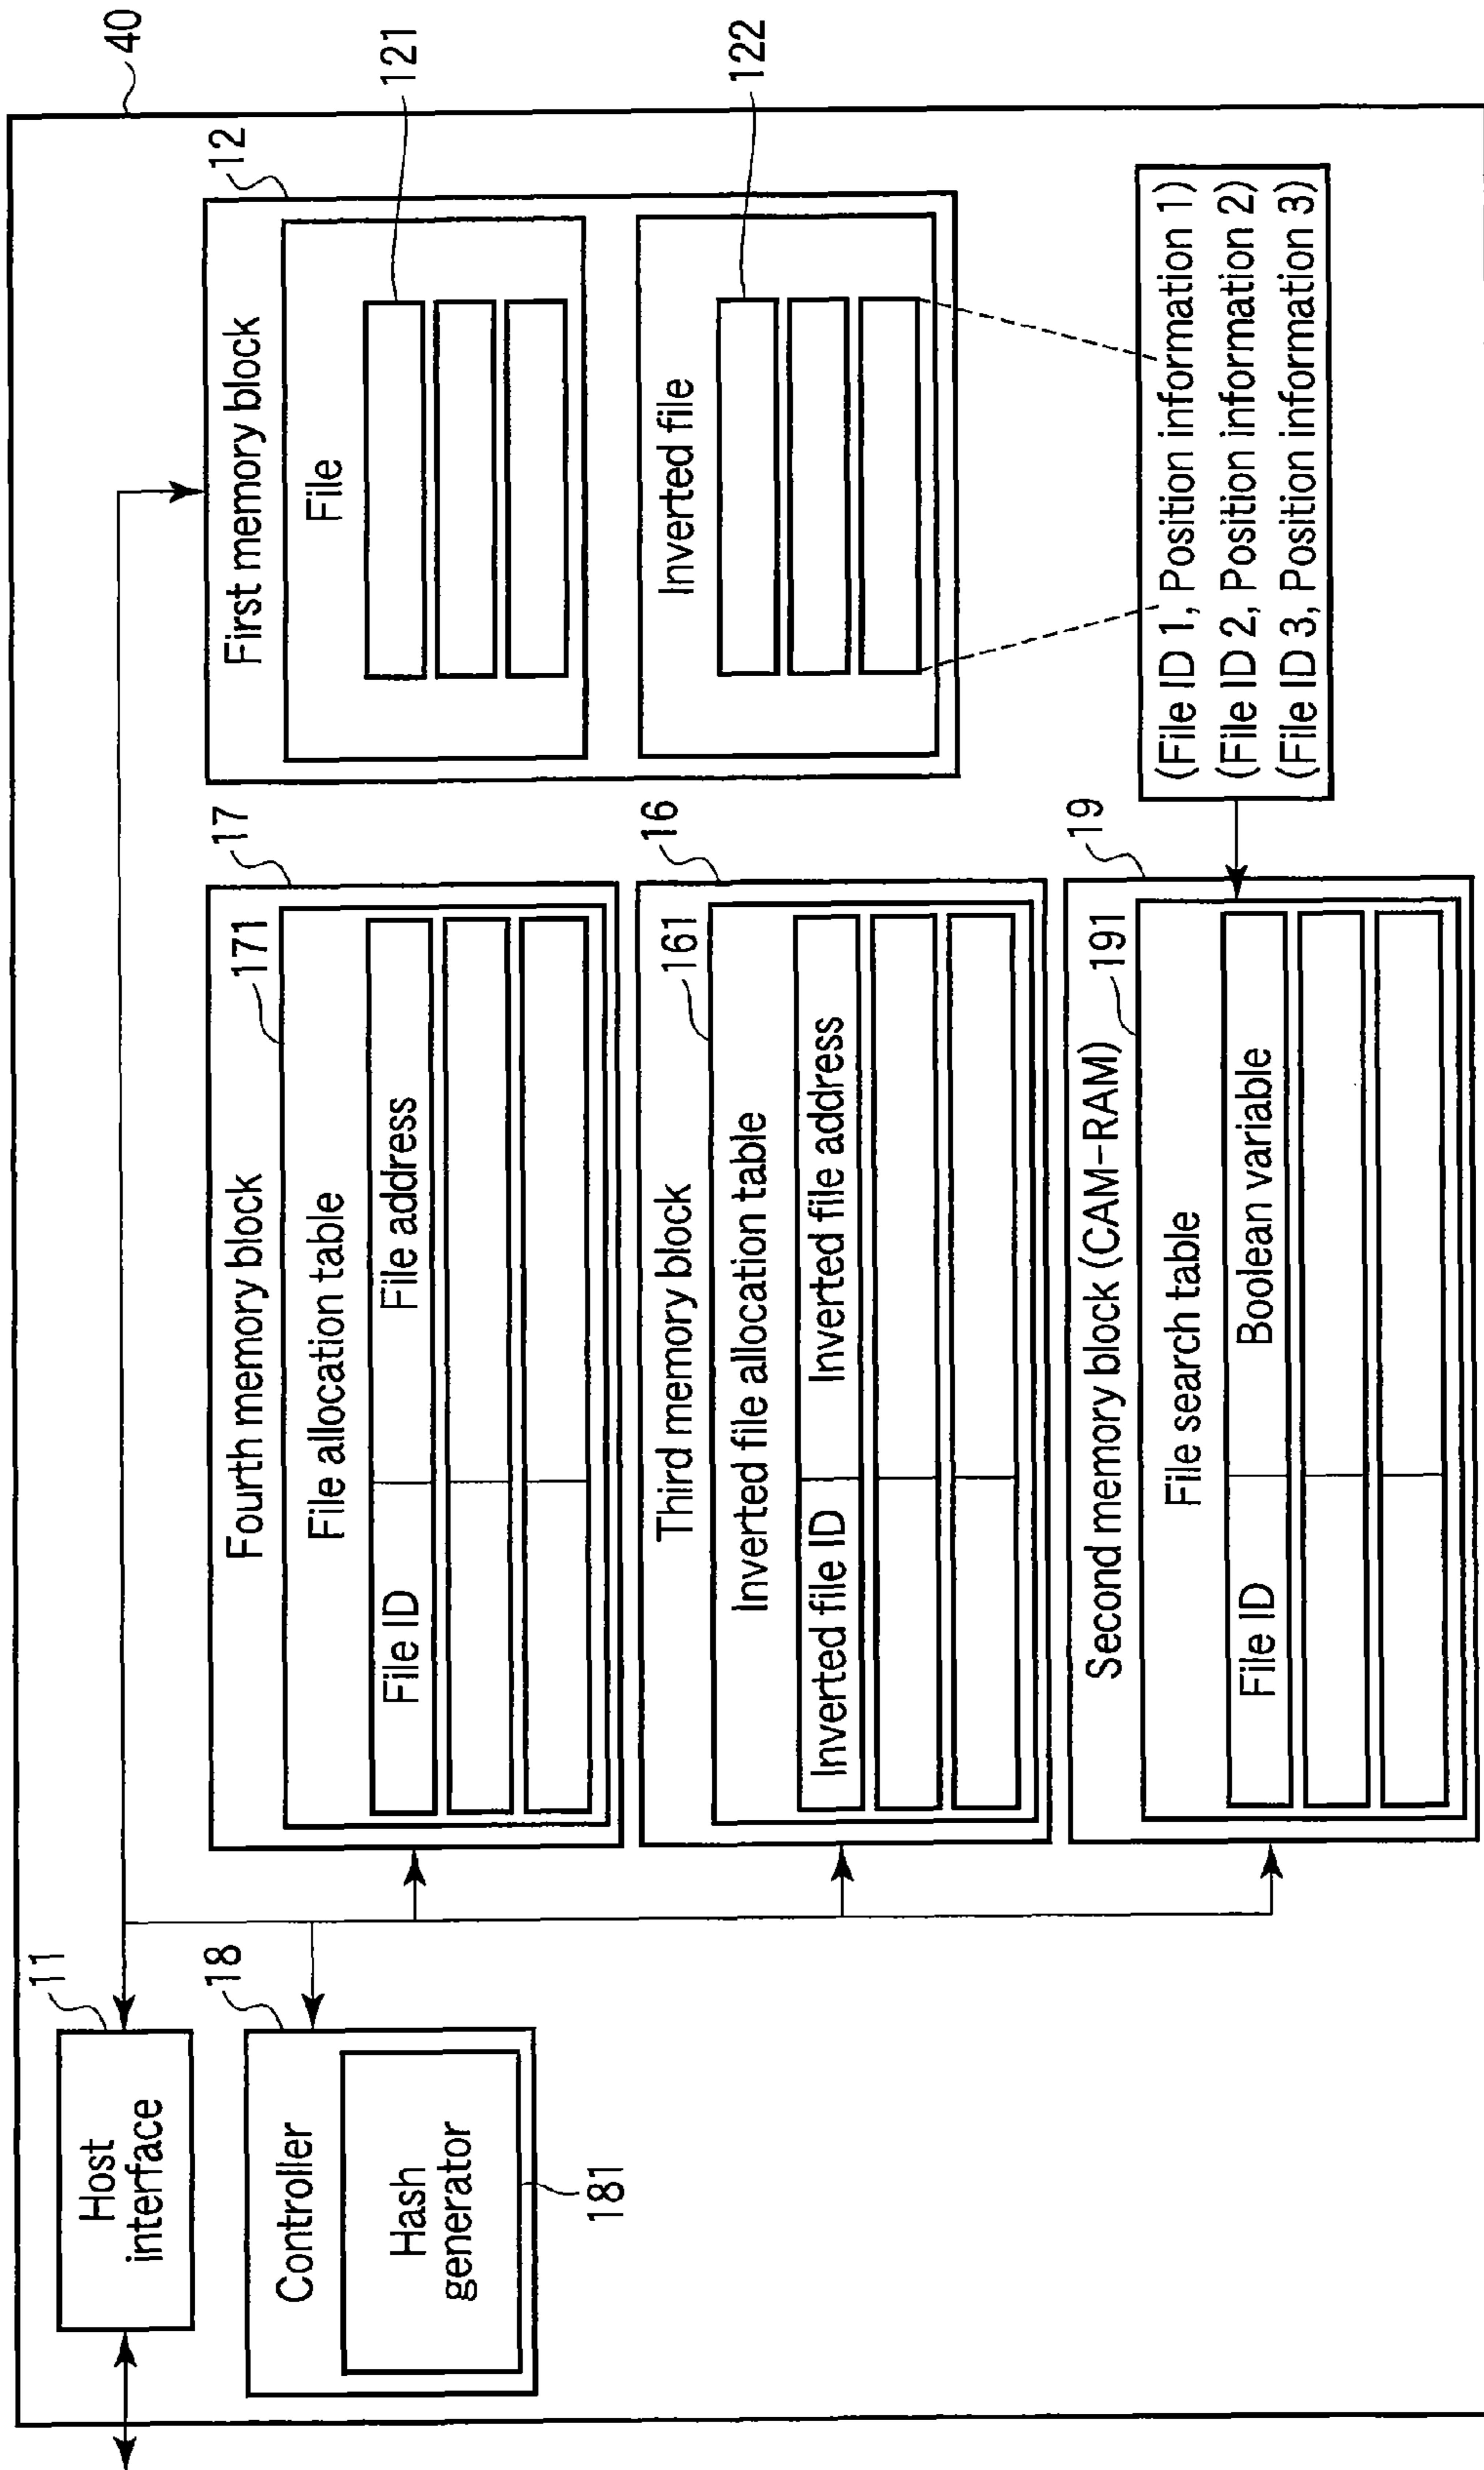 40
11
Host
interface
18
Controller
Hash
generator
181
17
Fourth memory block
171
File allocation table
File ID
File address
16
Third memory block
161
Inverted file allocation table
Inverted file ID
Inverted file address
19
Second memory block (CAM-RAM)
191
File search table
File ID
Boolean variable
12
First memory block
File
121
Inverted file
122
(File ID 1, Position information 1)
(File ID 2, Position information 2)
(File ID 3, Position information 3)